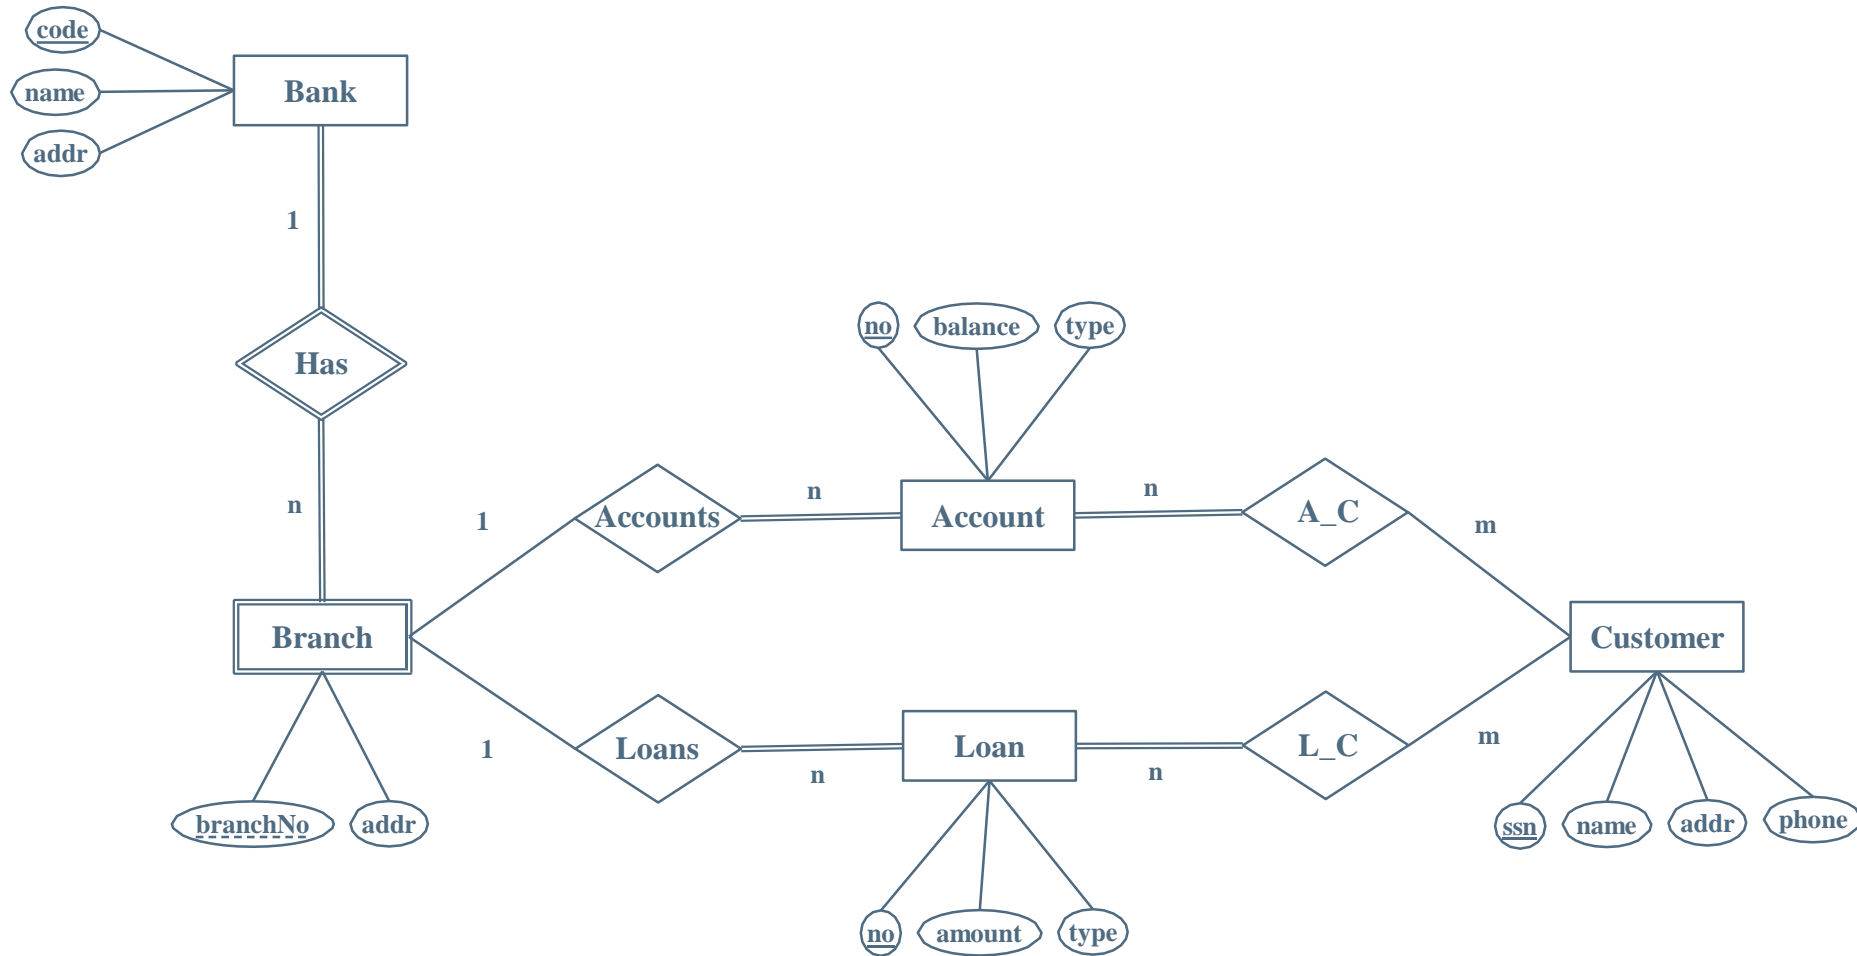 code
name
addr
Bank
1
Has
n
Branch
branchNo
addr
1
Accounts
n
no
balance
type
Account
n
A_C
m
1
Loans
n
Loan
no
amount
type
n
L_C
m
Customer
ssn
name
addr
phone